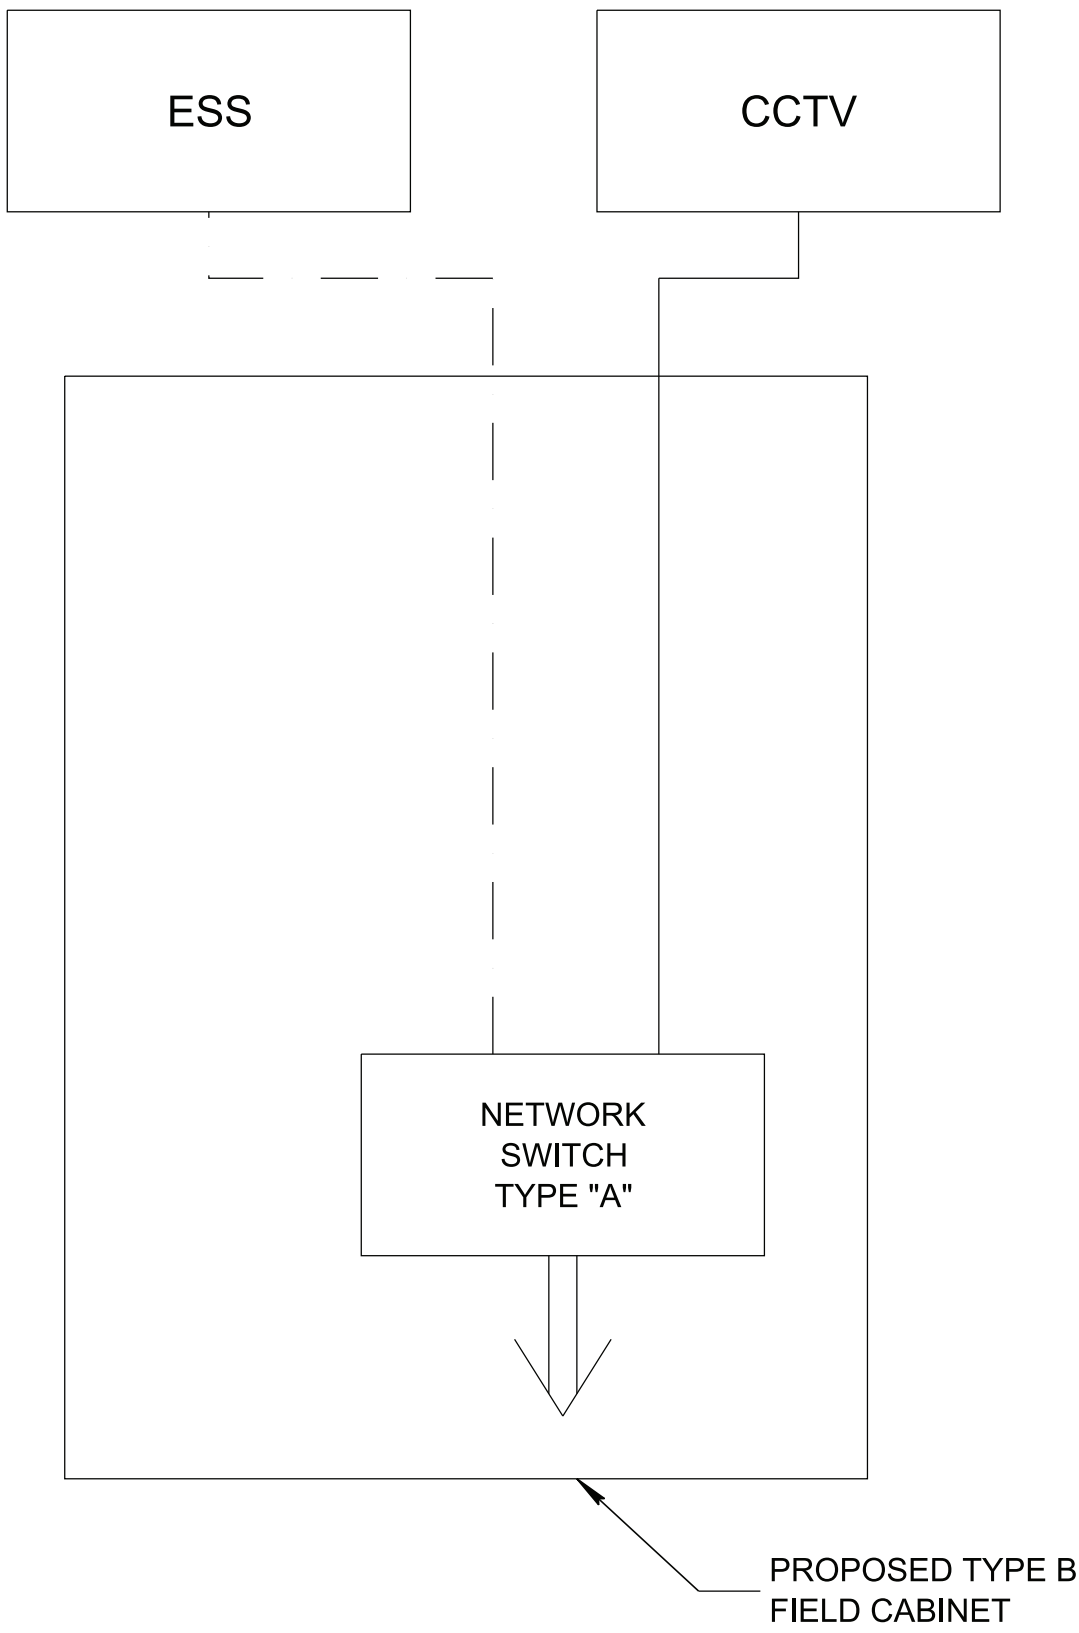 ESS
CCTV
NETWORK
SWITCH
TYPE "A"
PROPOSED TYPE B
FIELD CABINET